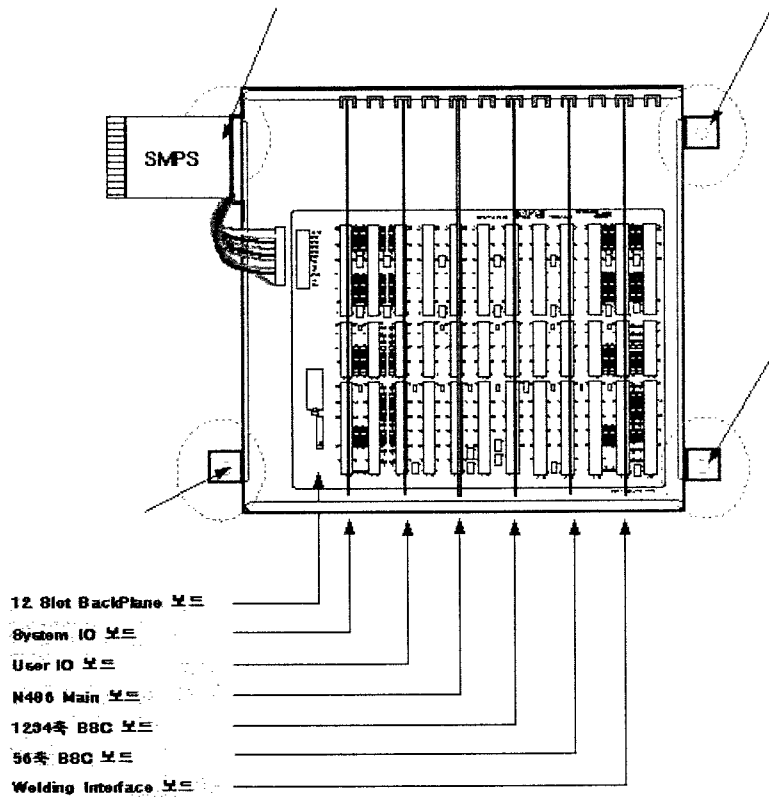 SMPS
12 Slot BackPlane 보드
System IO 보드
User IO 보드
N486 Main 보드
1234축 BSC 보드
56축 BSC 보드
Welding Interface 보드